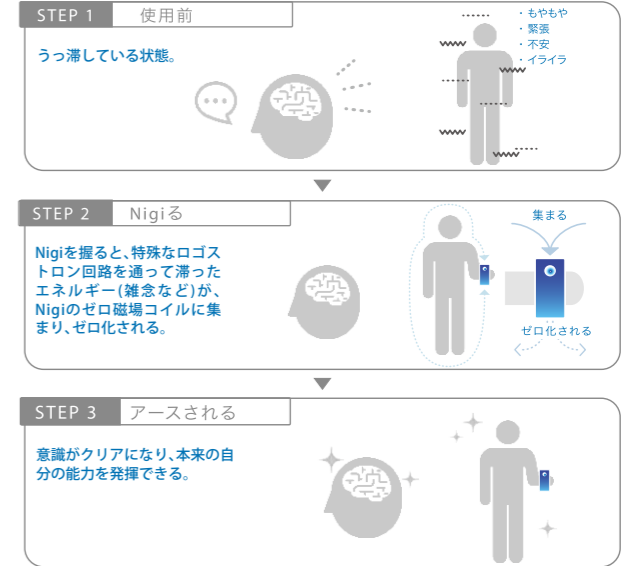 STEP 1 使用前
うっ滞している状態。
・もやもや
・緊張
・不安
・イライラ
STEP 2 Nigiる
Nigiを握ると、特殊なロゴス
トロン回路を通って滞った
エネルギー(雑念など)が、
Nigiのゼロ磁場コイルに集
まり、ゼロ化される。
集まる
ゼロ化される
STEP 3 アースされる
意識がクリアになり、本来の自
分の能力を発揮できる。